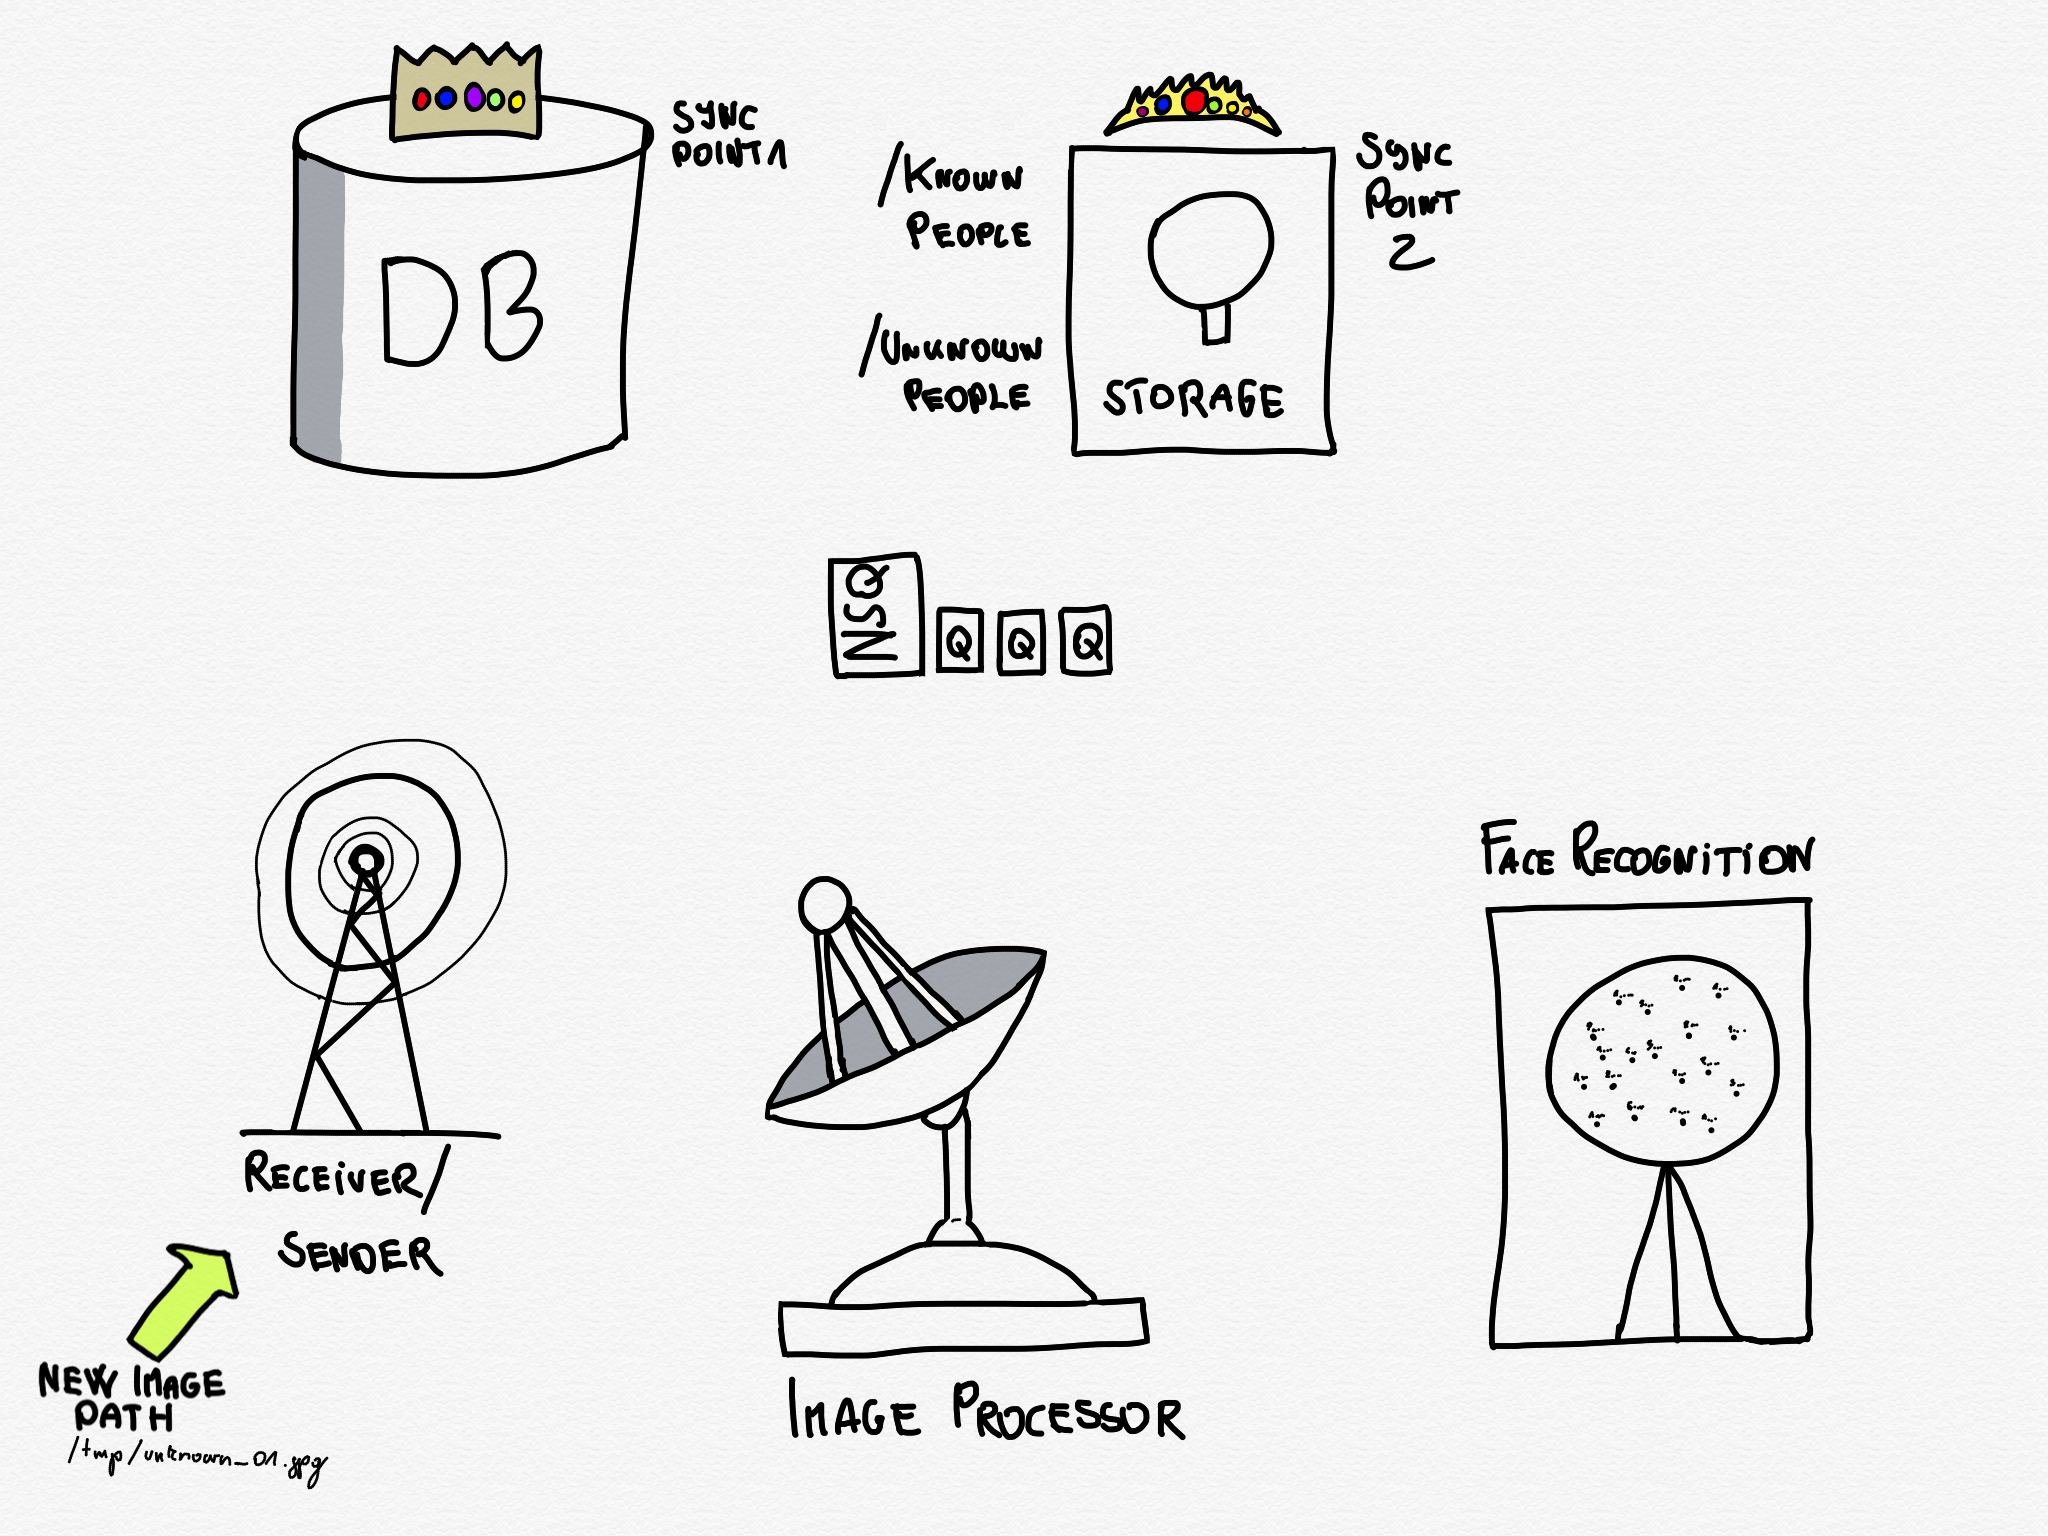 SYNC
POINT 1
DB
/KNOWN
PEOPLE
/UNKNOWN
PEOPLE
STORAGE
SYNC
POINT
2
NSQ
Q Q Q
RECEIVER/
SENDER
NEW IMAGE
PATH
/tmp/unknown_01.jpg
IMAGE PROCESSOR
FACE RECOGNITION